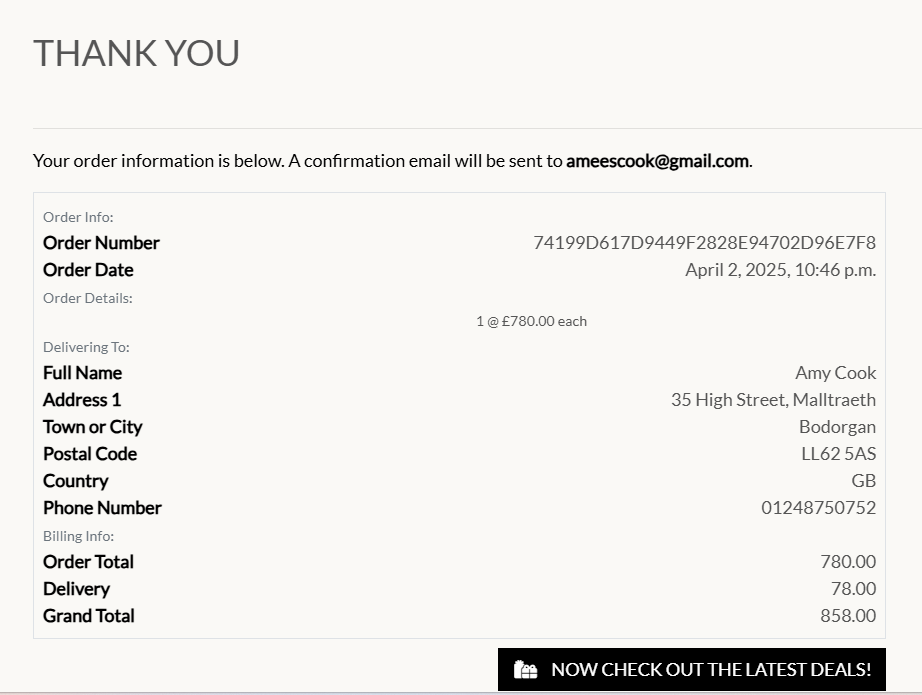 THANK YOU
Your order information is below. A confirmation email will be sent to ameescook@gmail.com.
Order Info:
Order Number 74199D617D9449F2828E94702D96E7F8
Order Date April 2, 2025, 10:46 p.m.
Order Details:
1 @ £780.00 each
Delivering To:
Full Name Amy Cook
Address 1 35 High Street, Malltraeth
Town or City Bodorgan
Postal Code LL62 5AS
Country GB
Phone Number 01248750752
Billing Info:
Order Total 780.00
Delivery 78.00
Grand Total 858.00
NOW CHECK OUT THE LATEST DEALS!